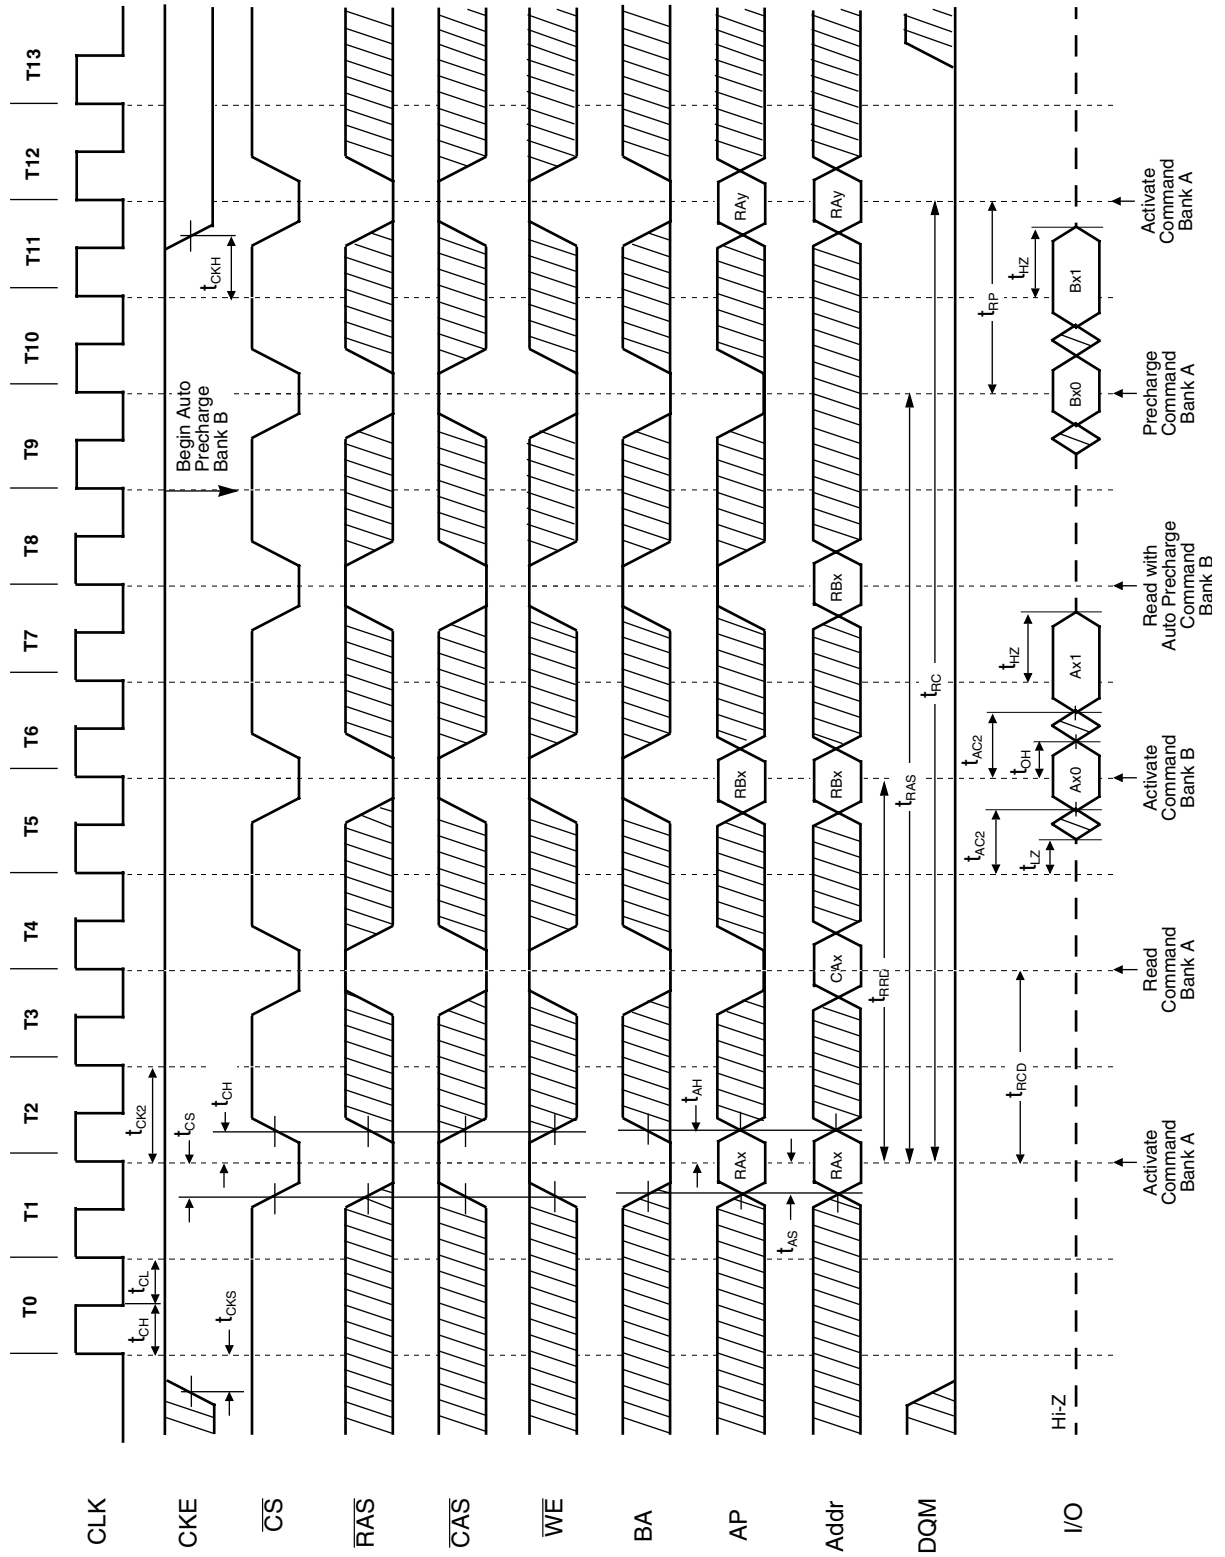 T0 T1 T2 T3 T4 T5 T6 T7 T8 T9 T10 T11 T12 T13
CLK
tCH tCL tCK2
CKE
tCKS
Begin Auto
Precharge
Bank B
tCKH
CS
tCS tCH
RAS
CAS
WE
BA
tAH
AP
RAx RBx RAy
tAS
Addr
RAx CAx RBx RBx RAy
tRRD
tRAS
tRC
DQM
tRCD
tRP
tAC2 tAC2
tLZ tOH tHZ tHZ
I/O
Hi-Z
Ax0 Ax1 Bx0 Bx1
Activate
Command
Bank A
Read
Command
Bank A
Activate
Command
Bank B
Read with
Auto Precharge
Command
Bank B
Precharge
Command
Bank A
Activate
Command
Bank A